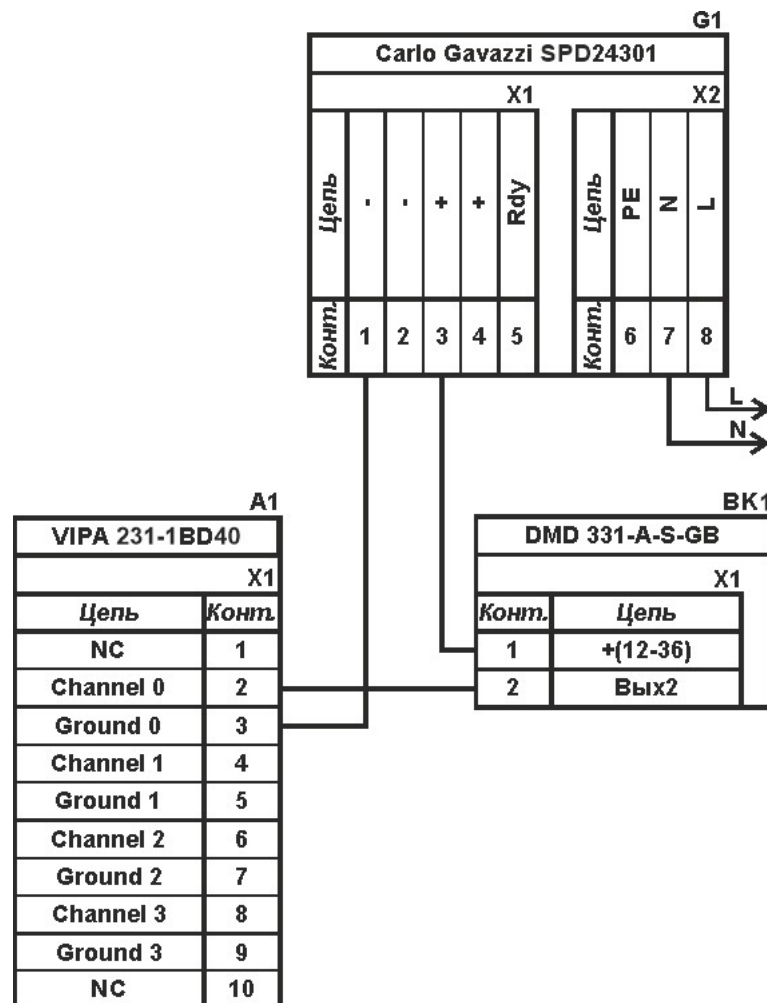 G1
Carlo Gavazzi SPD24301
X1 X2
Цепь - - + + Rdy Цепь PE N L
Конт. 1 2 3 4 5 Конт. 6 7 8
L
N
A1
VIPA 231-1BD40
X1
Цепь Конт.
NC 1
Channel 0 2
Ground 0 3
Channel 1 4
Ground 1 5
Channel 2 6
Ground 2 7
Channel 3 8
Ground 3 9
NC 10
BK1
DMD 331-A-S-GB
X1
Конт. Цепь
1 +(12-36)
2 Вых2